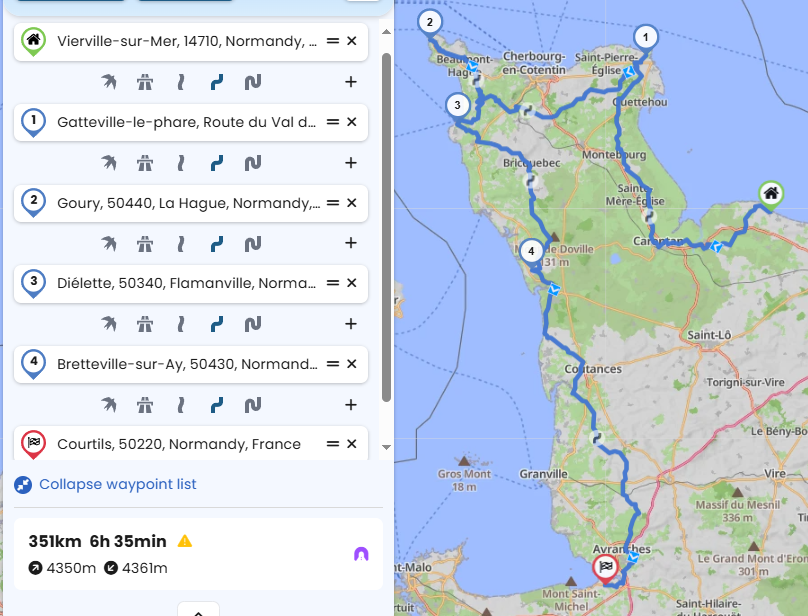 Vierville-sur-Mer, 14710, Normandy, ...
1
Gatteville-le-phare, Route du Val d...
2
Goury, 50440, La Hague, Normandy,...
3
Diélette, 50340, Flamanville, Norma...
4
Bretteville-sur-Ay, 50430, Normand...
Courtils, 50220, Normandy, France
Collapse waypoint list
351km 6h 35min
4350m 4361m
2
1
Cherbourg-
en-Cotentin
Saint-Pierre-
Église
Beaumont-
Hague
3
Quettehou
Bricquebec
Montebourg
Sainte-
Mère-Église
Carentan
4
de Doville
131 m
Saint-Lô
Coutances
Torigni-sur-Vire
Le Bény-Bo
Gros Mont
18 m
Granville
Vire
Massif du Mesnil
336 m
Avranches
Le Grand Mont d'Eron
301 m
nt-Malo
Mont Saint-
Michel
Saint-Hilaire-
du-Harcouët